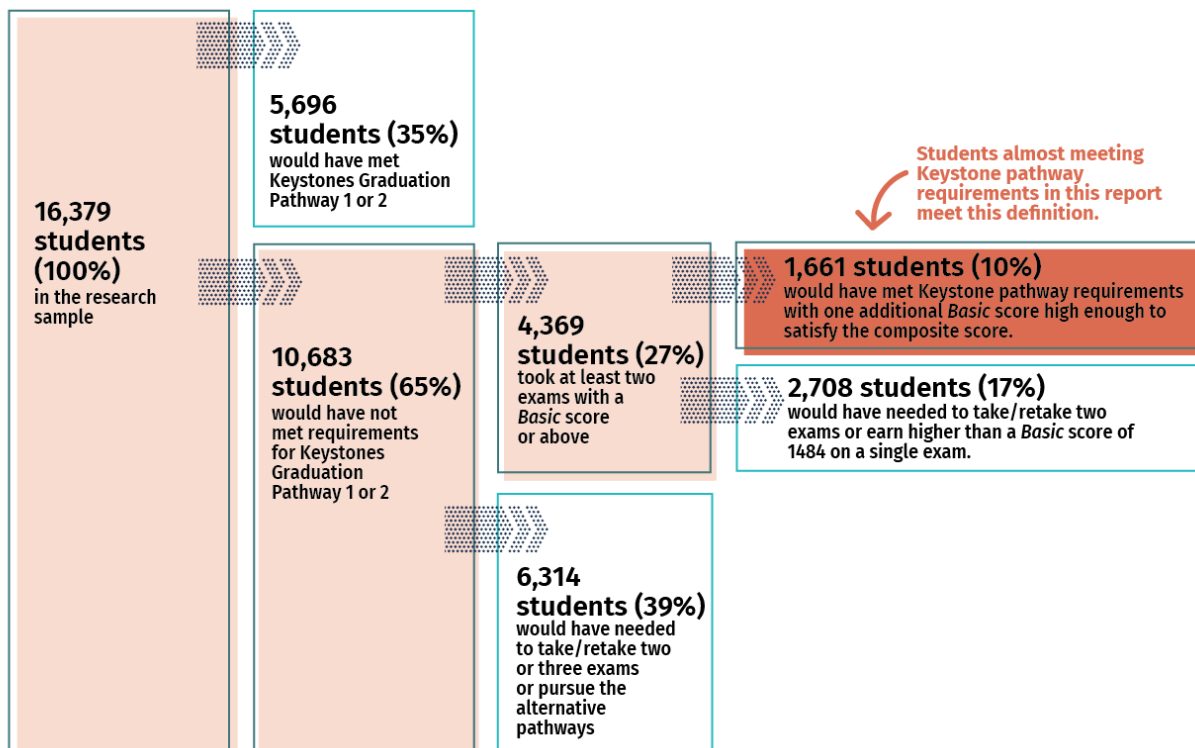 16,379
students
(100%)
in the research
sample
5,696
students (35%)
would have met
Keystones Graduation
Pathway 1 or 2
10,683
students (65%)
would have not
met requirements
for Keystones
Graduation
Pathway 1 or 2
4,369
students (27%)
took at least two
exams with a
Basic score
or above
6,314
students (39%)
would have needed
to take/retake two
or three exams
or pursue the
alternative
pathways
Students almost meeting
Keystone pathway
requirements in this report
meet this definition.
1,661 students (10%)
would have met Keystone pathway requirements
with one additional Basic score high enough to
satisfy the composite score.
2,708 students (17%)
would have needed to take/retake two
exams or earn higher than a Basic score of
1484 on a single exam.